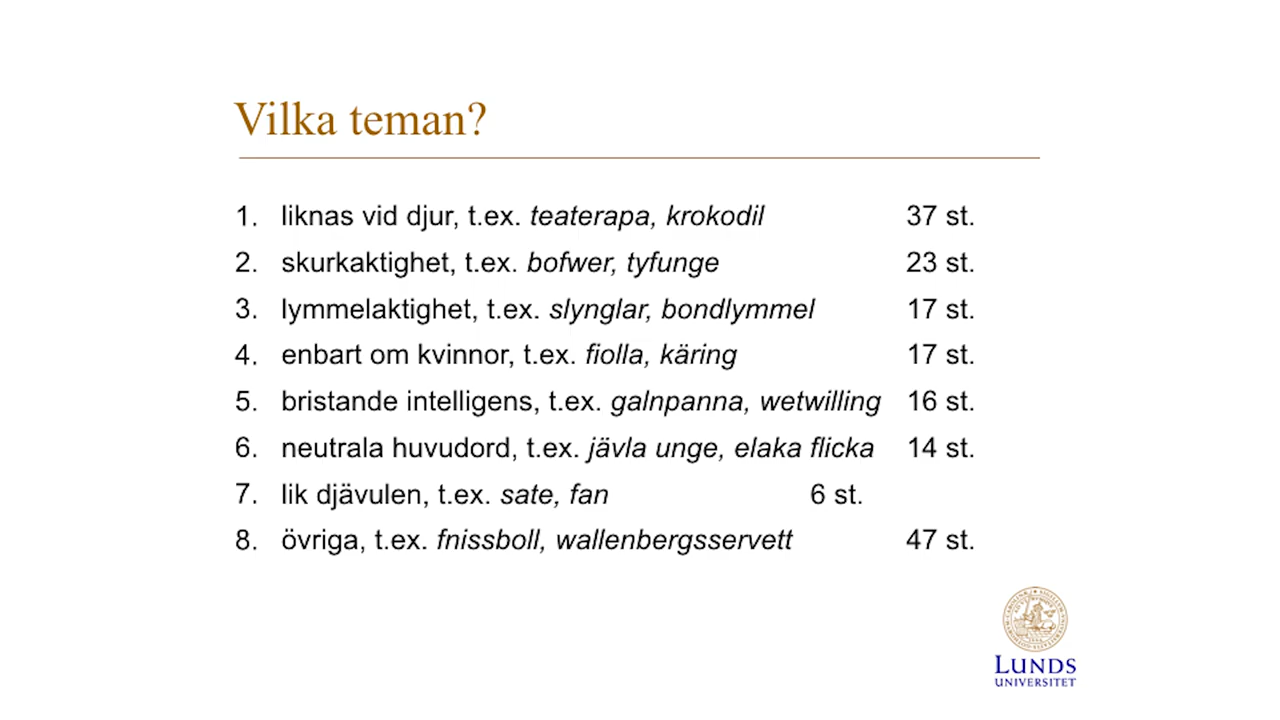 Vilka teman?
1. liknas vid djur, t.ex. teaterapa, krokodil 37 st.
2. skurkaktighet, t.ex. bofwer, tyfunge 23 st.
3. lymmelaktighet, t.ex. slynglar, bondlymmel 17 st.
4. enbart om kvinnor, t.ex. fiolla, käring 17 st.
5. bristande intelligens, t.ex. galnpanna, wetwilling 16 st.
6. neutrala huvudord, t.ex. jävla unge, elaka flicka 14 st.
7. lik djävulen, t.ex. sate, fan 6 st.
8. övriga, t.ex. fnissboll, wallenbergsservett 47 st.
LUNDS
UNIVERSITET